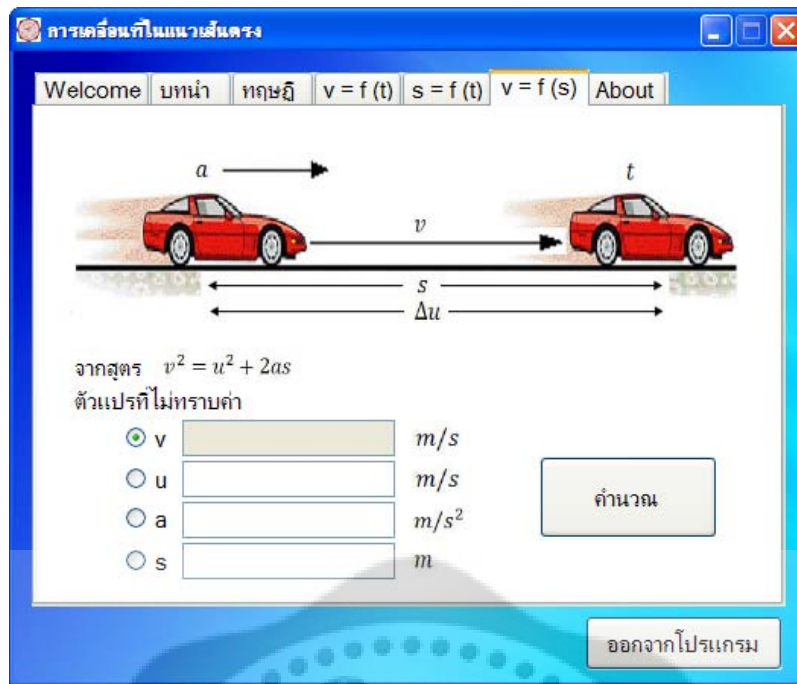 การเคลื่อนที่ในแนวเส้นตรง
Welcome บทนำ ทฤษฎี v = f (t) s = f (t) v = f (s) About
a t
v
s
Δu
จากสูตร v² = u² + 2as
ตัวแปรที่ไม่ทราบค่า
v m/s
u m/s
คำนวณ
a m/s²
s m
ออกจากโปรแกรม